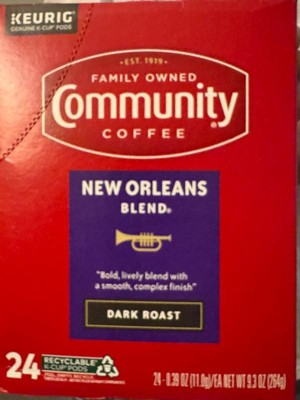 KEURIG®
GENUINE K-CUP® PODS
• EST. 1919 •
FAMILY OWNED
Community®
COFFEE
NEW ORLEANS
BLEND®
"Bold, lively blend with
a smooth, complex finish"
DARK ROAST
24 RECYCLABLE*
K-CUP® PODS
24 - 0.39 OZ (11.0g)/EA NET WT 9.3 OZ (264g)